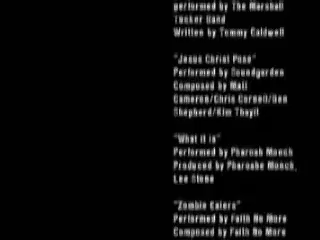 performed by The Marshall
Tucker Band
Written by Tommy Caldwell
"Jesus Christ Pose"
Performed by Soundgarden
Composed by Matt
Cameron/Chris Cornell/Ben
Shepherd/Kim Thayil
"What it is"
Performed by Pharoah Monch
Produced by Pharoahe Monch,
Lee Stone
"Zombie Eaters"
Performed by Faith No More
Composed by Faith No More